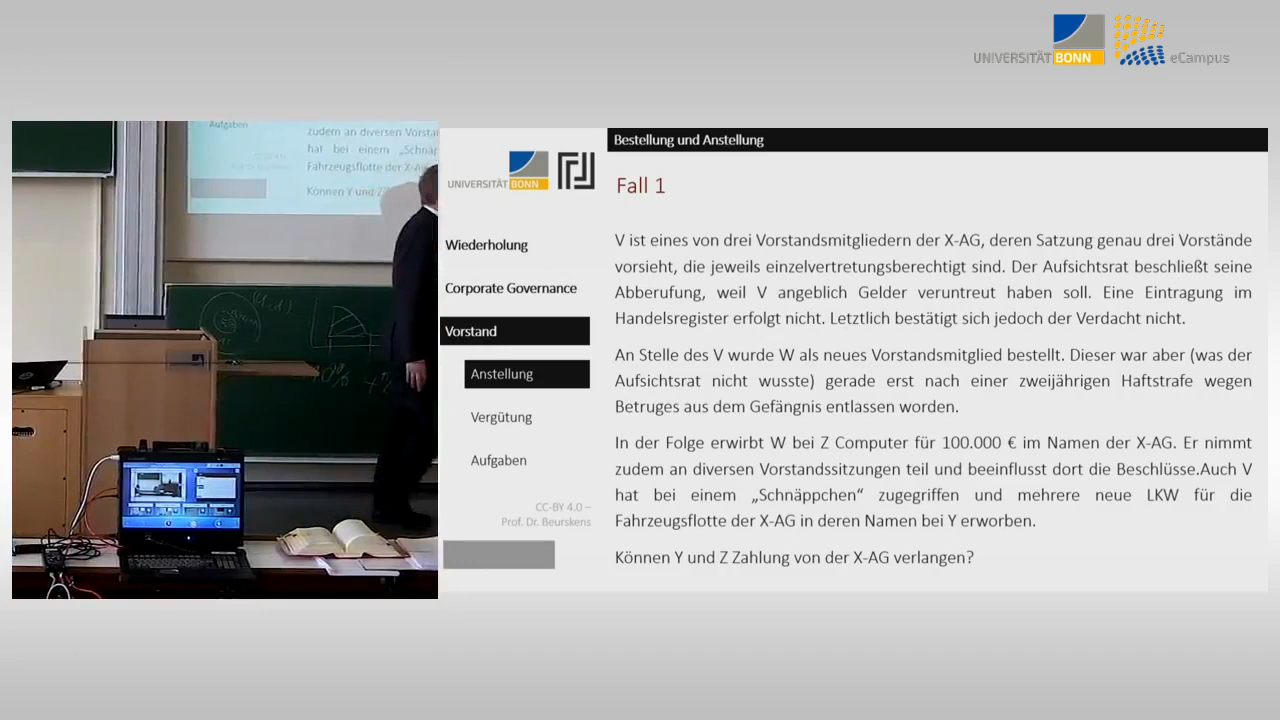 UNIVERSITÄT BONN eCampus
Aufgaben
zudem an diversen
hat bei einem „Schnäp
Fahrzeugsflotte der X-AG
Können Y und Z
Bestellung und Anstellung
UNIVERSITÄT BONN
Fall 1
Wiederholung
Corporate Governance
Vorstand
Anstellung
Vergütung
Aufgaben
CC-BY 4.0 –
Prof. Dr. Beurskens
V ist eines von drei Vorstandsmitgliedern der X-AG, deren Satzung genau drei Vorstände
vorsieht, die jeweils einzelvertretungsberechtigt sind. Der Aufsichtsrat beschließt seine
Abberufung, weil V angeblich Gelder veruntreut haben soll. Eine Eintragung im
Handelsregister erfolgt nicht. Letztlich bestätigt sich jedoch der Verdacht nicht.
An Stelle des V wurde W als neues Vorstandsmitglied bestellt. Dieser war aber (was der
Aufsichtsrat nicht wusste) gerade erst nach einer zweijährigen Haftstrafe wegen
Betruges aus dem Gefängnis entlassen worden.
In der Folge erwirbt W bei Z Computer für 100.000 € im Namen der X-AG. Er nimmt
zudem an diversen Vorstandssitzungen teil und beeinflusst dort die Beschlüsse.Auch V
hat bei einem „Schnäppchen“ zugegriffen und mehrere neue LKW für die
Fahrzeugsflotte der X-AG in deren Namen bei Y erworben.
Können Y und Z Zahlung von der X-AG verlangen?